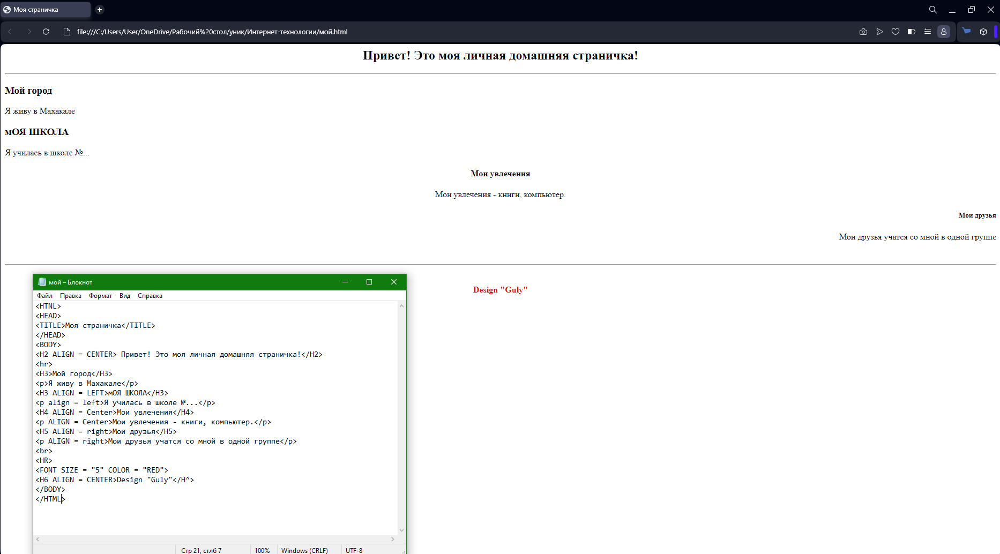 Моя страничка
file:///C:/Users/User/OneDrive/Рабочий%20стол/уник/Интернет-технологии/мой.html
Привет! Это моя личная домашняя страничка!
Мой город
Я живу в Махакале
мОЯ ШКОЛА
Я училась в школе №...
Мои увлечения
Мои увлечения - книги, компьютер.
Мои друзья
Мои друзья учатся со мной в одной группе
Design "Guly"
мой – Блокнот
Файл Правка Формат Вид Справка
<HTNL>
<HEAD>
<TITLE>Моя страничка</TITLE>
</HEAD>
<BODY>
<H2 ALIGN = CENTER> Привет! Это моя личная домашняя страничка!</H2>
<hr>
<H3>Мой город</H3>
<p>Я живу в Махакале</p>
<H3 ALIGN = LEFT>мОЯ ШКОЛА</H3>
<p align = left>Я училась в школе №...</p>
<H4 ALIGN = Center>Мои увлечения</H4>
<p ALIGN = Center>Мои увлечения - книги, компьютер.</p>
<H5 ALIGN = right>Мои друзья</H5>
<p ALIGN = right>Мои друзья учатся со мной в одной группе</p>
<br>
<HR>
<FONT SIZE = "5" COLOR = "RED">
<H6 ALIGN = CENTER>Design "Guly"</H^>
</BODY>
</HTML>
Стр 21, стлб 7 100% Windows (CRLF) UTF-8